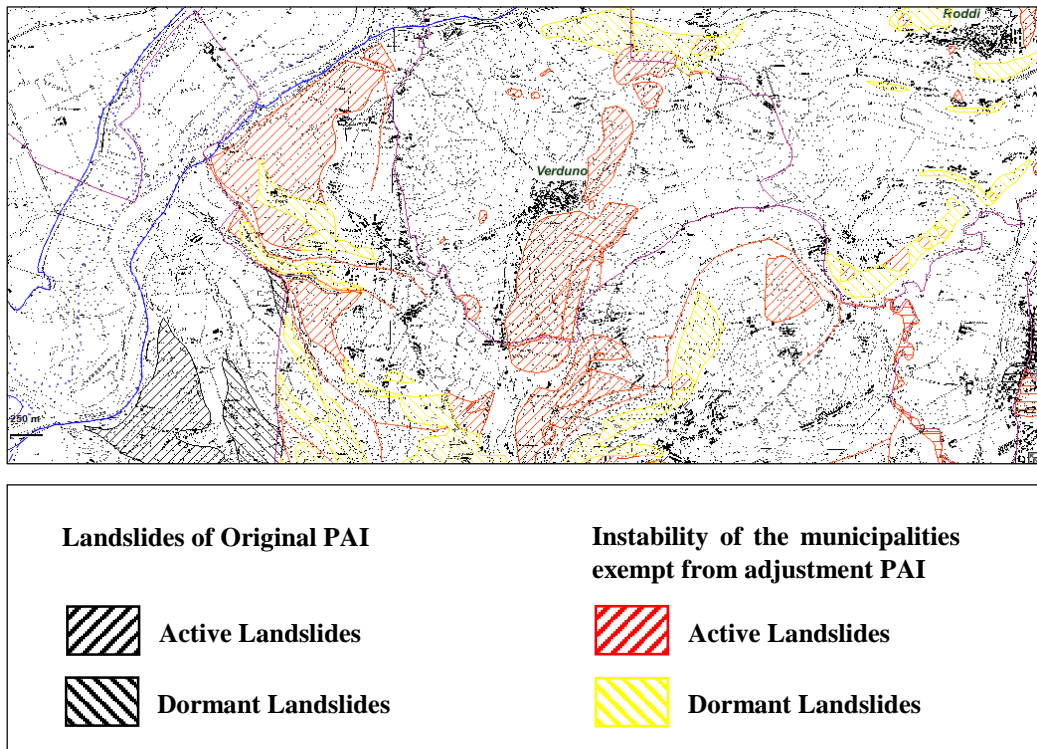 Roddi
Verduno
250 m
Landslides of Original PAI
Instability of the municipalities
exempt from adjustment PAI
Active Landslides
Active Landslides
Dormant Landslides
Dormant Landslides